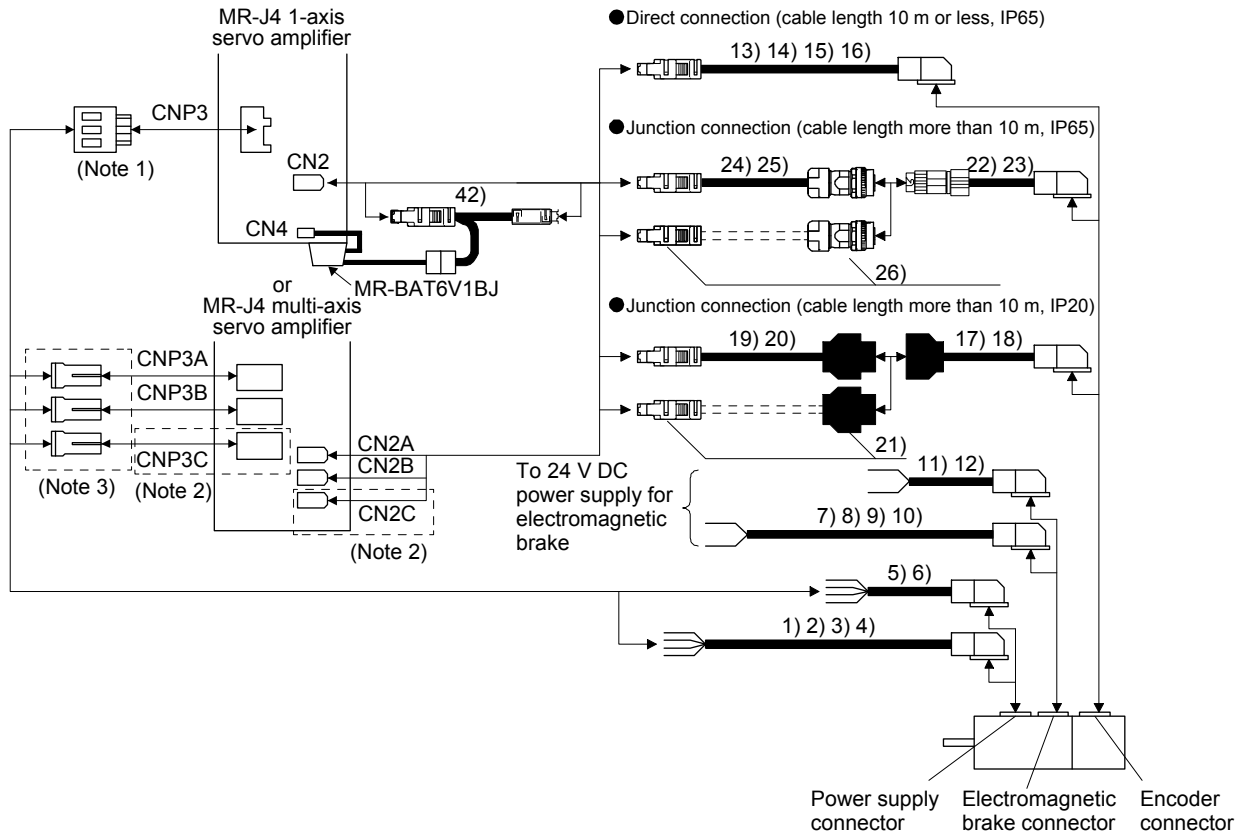 MR-J4 1-axis
servo amplifier
CNP3
(Note 1)
CN2
CN4
42)
MR-BAT6V1BJ
or
MR-J4 multi-axis
servo amplifier
CNP3A
CNP3B
CNP3C
(Note 3)
(Note 2)
CN2A
CN2B
CN2C
(Note 2)
●Direct connection (cable length 10 m or less, IP65)
13) 14) 15) 16)
●Junction connection (cable length more than 10 m, IP65)
24) 25)
22) 23)
26)
●Junction connection (cable length more than 10 m, IP20)
19) 20)
17) 18)
21)
To 24 V DC
power supply for
electromagnetic
brake
11) 12)
7) 8) 9) 10)
5) 6)
1) 2) 3) 4)
Power supply
connector
Electromagnetic
brake connector
Encoder
connector